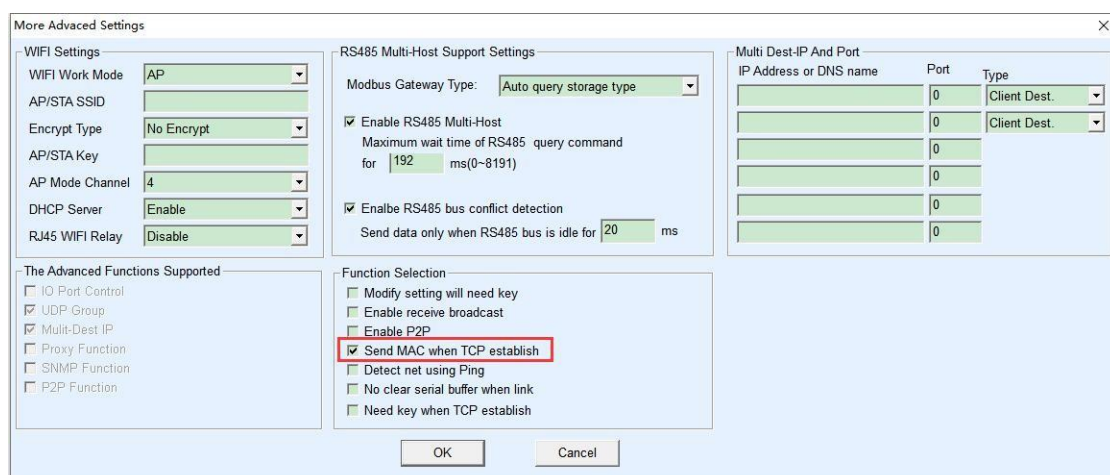 More Advaced Settings
WIFI Settings
WIFI Work Mode AP
AP/STA SSID
Encrypt Type No Encrypt
AP/STA Key
AP Mode Channel 4
DHCP Server Enable
RJ45 WIFI Relay Disable
RS485 Multi-Host Support Settings
Modbus Gateway Type: Auto query storage type
Enable RS485 Multi-Host
Maximum wait time of RS485 query command
for 192 ms(0~8191)
Enalbe RS485 bus conflict detection
Send data only when RS485 bus is idle for 20 ms
Multi Dest-IP And Port
IP Address or DNS name Port Type
0 Client Dest.
0 Client Dest.
0
0
0
0
The Advanced Functions Supported
IO Port Control
UDP Group
Mulit-Dest IP
Proxy Function
SNMP Function
P2P Function
Function Selection
Modify setting will need key
Enable receive broadcast
Enable P2P
Send MAC when TCP establish
Detect net using Ping
No clear serial buffer when link
Need key when TCP establish
OK Cancel